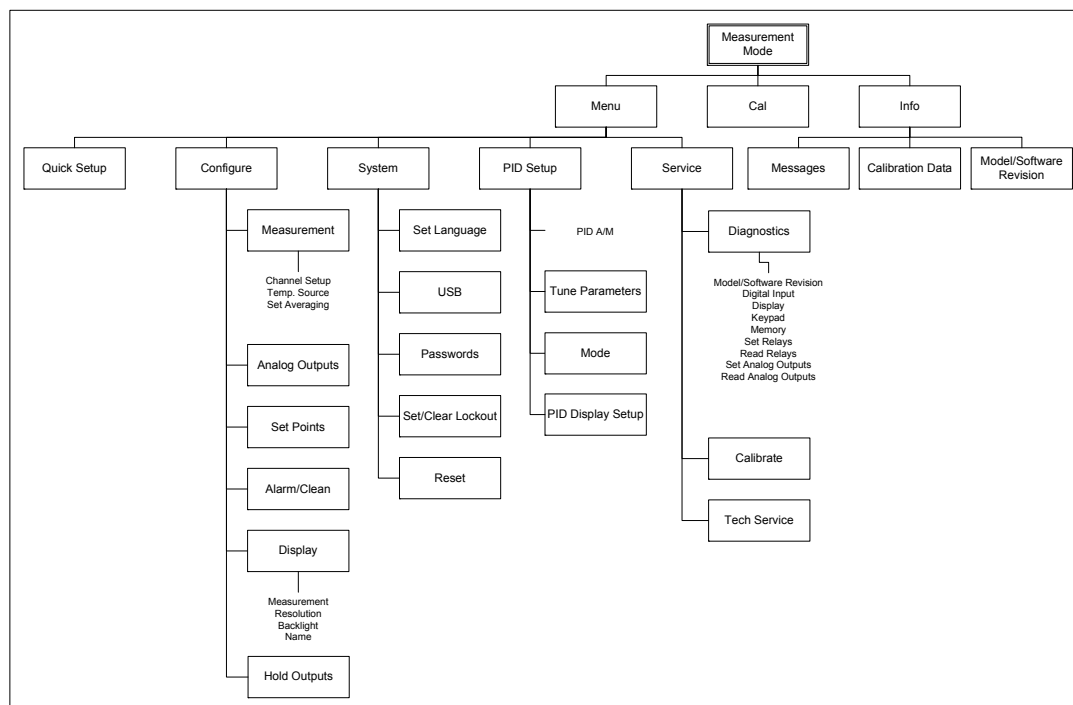 Measurement
Mode
Menu
Cal
Info
Quick Setup
Configure
System
PID Setup
Service
Messages
Calibration Data
Model/Software
Revision
Measurement
Channel Setup
Temp. Source
Set Averaging
Analog Outputs
Set Points
Alarm/Clean
Display
Measurement
Resolution
Backlight
Name
Hold Outputs
Set Language
USB
Passwords
Set/Clear Lockout
Reset
PID A/M
Tune Parameters
Mode
PID Display Setup
Diagnostics
Model/Software Revision
Digital Input
Display
Keypad
Memory
Set Relays
Read Relays
Set Analog Outputs
Read Analog Outputs
Calibrate
Tech Service